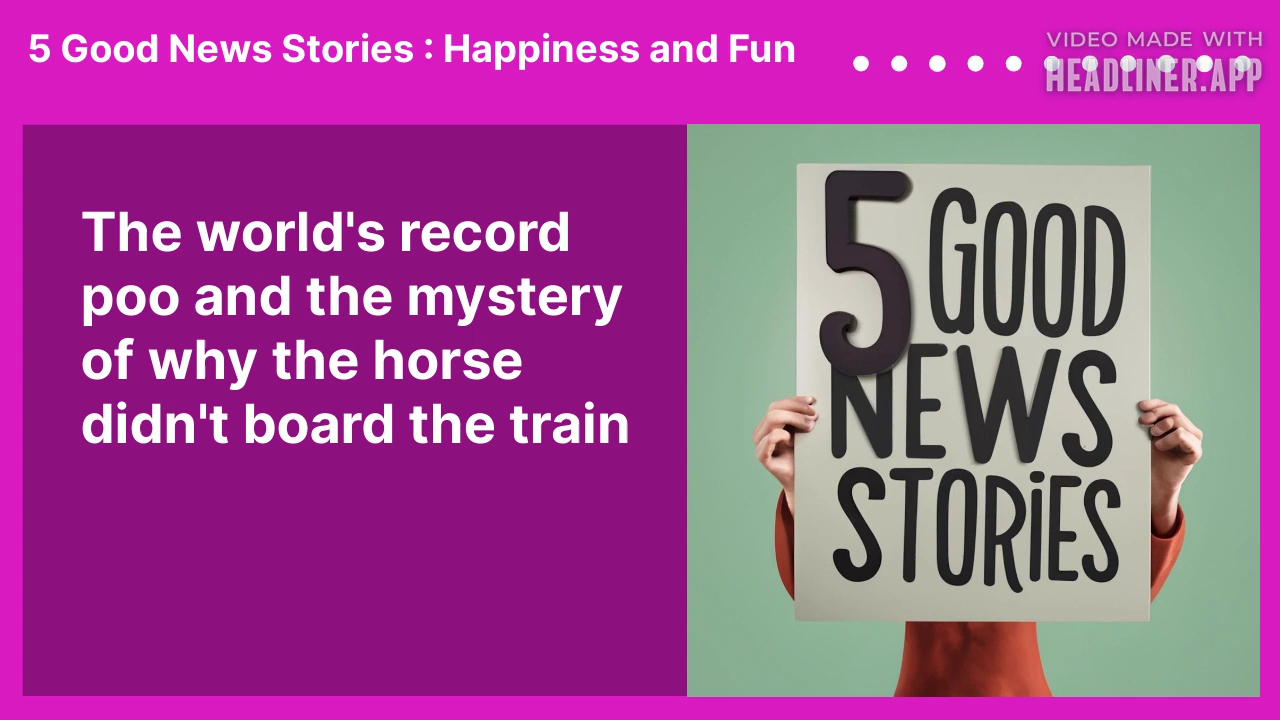 5 Good News Stories : Happiness and Fun
VIDEO MADE WITH
HEADLINER.APP
The world's record
poo and the mystery
of why the horse
didn't board the train
5 GOOD
NEWS
STORiES